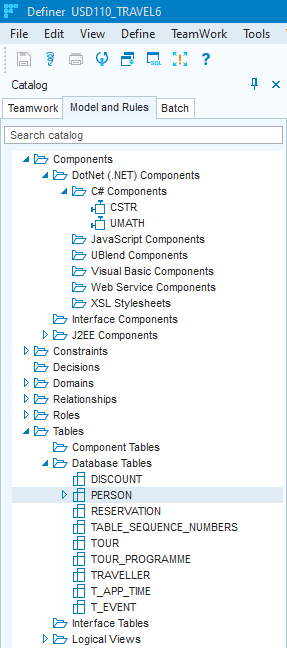 Definer USD110_TRAVEL6
File Edit View Define TeamWork Tools
Catalog
Teamwork Model and Rules Batch
Search catalog
Components
DotNet (.NET) Components
C# Components
CSTR
UMATH
JavaScript Components
UBlend Components
Visual Basic Components
Web Service Components
XSL Stylesheets
Interface Components
J2EE Components
Constraints
Decisions
Domains
Relationships
Roles
Tables
Component Tables
Database Tables
DISCOUNT
PERSON
RESERVATION
TABLE_SEQUENCE_NUMBERS
TOUR
TOUR_PROGRAMME
TRAVELLER
T_APP_TIME
T_EVENT
Interface Tables
Logical Views